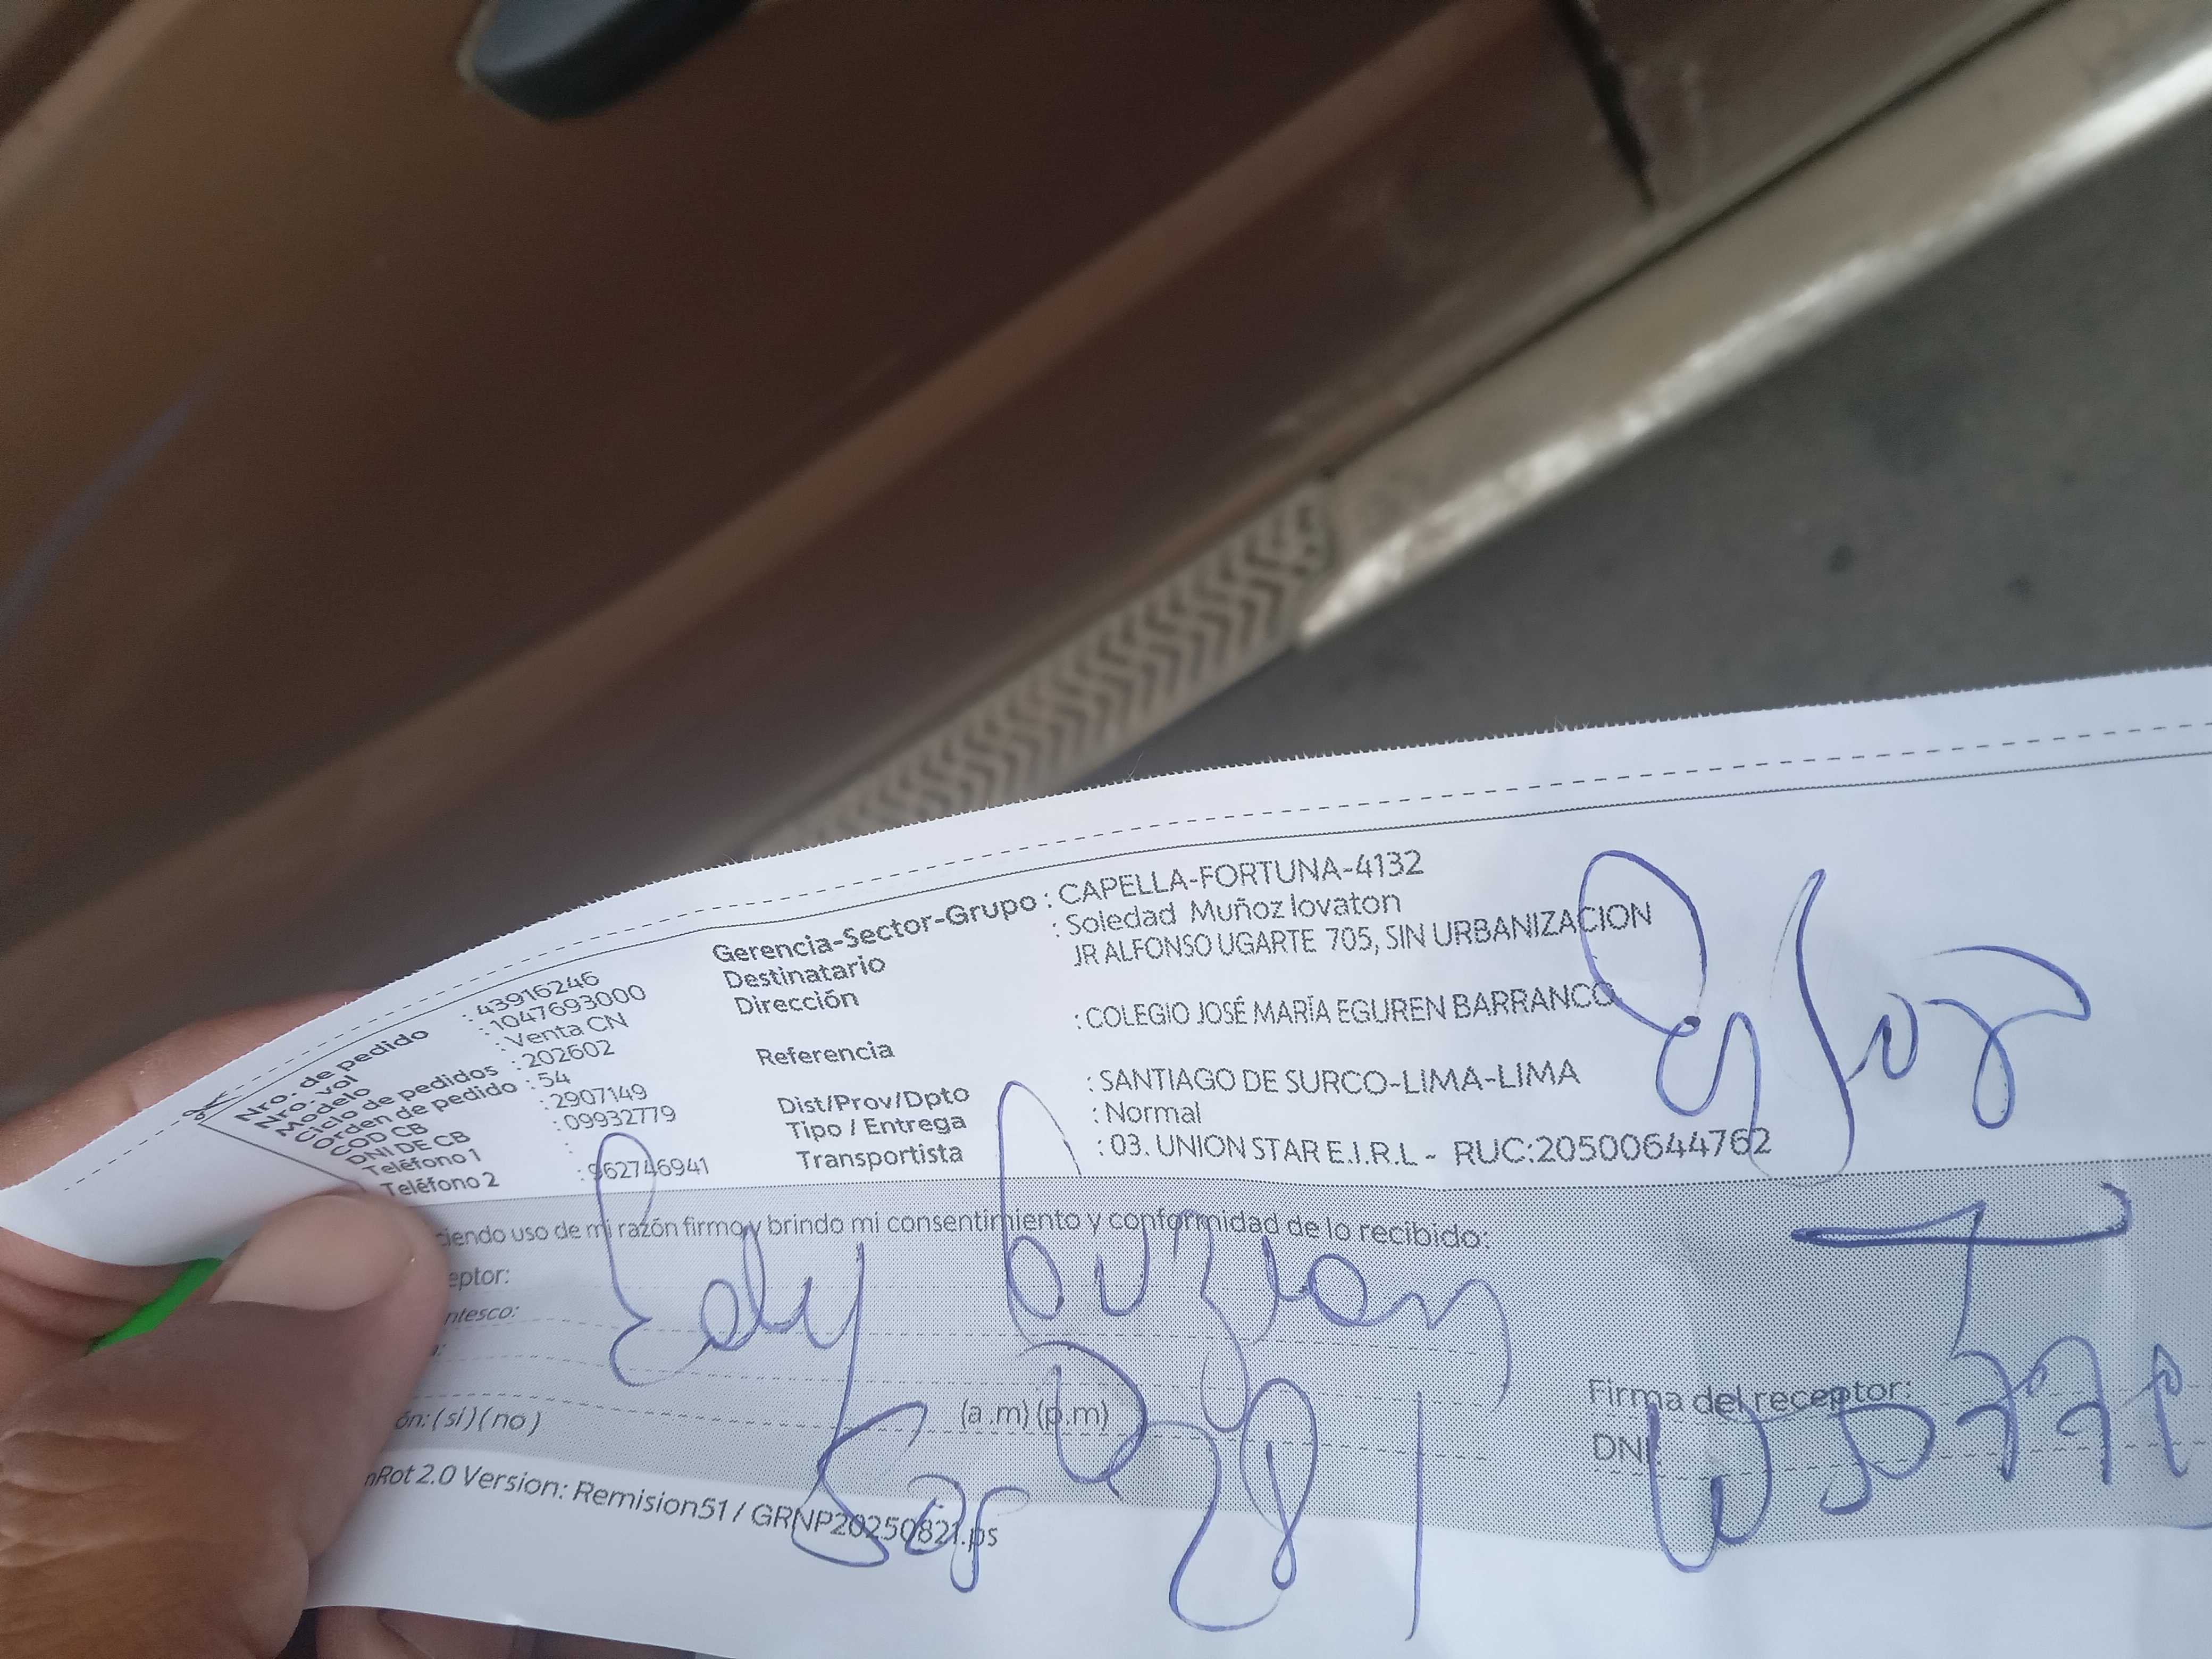 Nro. de pedido : 43916246
Nro. vol : 1047693000
Modelo : Venta CN
Ciclo de pedidos : 202602
Orden de pedido : 54
COD CB : 2907149
DNI DE CB : 09932779
Teléfono 1 :
Teléfono 2 : 962746941
Gerencia-Sector-Grupo : CAPELLA-FORTUNA-4132
Destinatario : Soledad Muñoz lovaton
Dirección JR ALFONSO UGARTE 705, SIN URBANIZACION
Referencia : COLEGIO JOSÉ MARÍA EGUREN BARRANCO
Dist/Prov/Dpto : SANTIAGO DE SURCO-LIMA-LIMA
Tipo / Entrega : Normal
Transportista : 03. UNION STAR E.I.R.L - RUC:20500644762
ciendo uso de mi razón firmo y brindo mi consentimiento y conformidad de lo recibido:
eptor:
ntesco:
Edy
ón: (si) (no) (a.m) (p.m)
Firma del receptor:
DNI
nRot 2.0 Version: Remision51 / GRNP20250821.ps